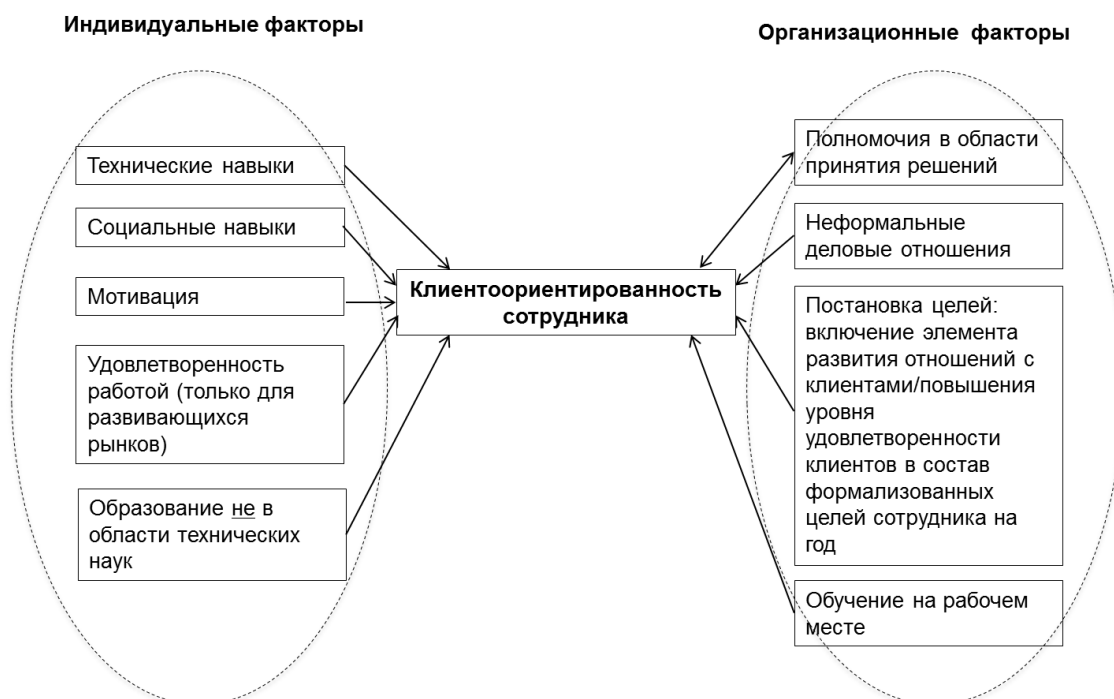 Индивидуальные факторы
Технические навыки
Социальные навыки
Мотивация
Удовлетворенность
работой (только для
развивающихся
рынков)
Образование не в
области технических
наук
Клиентоориентированность
сотрудника
Организационные факторы
Полномочия в области
принятия решений
Неформальные
деловые отношения
Постановка целей:
включение элемента
развития отношений с
клиентами/повышения
уровня
удовлетворенности
клиентов в состав
формализованных
целей сотрудника на
год
Обучение на рабочем
месте